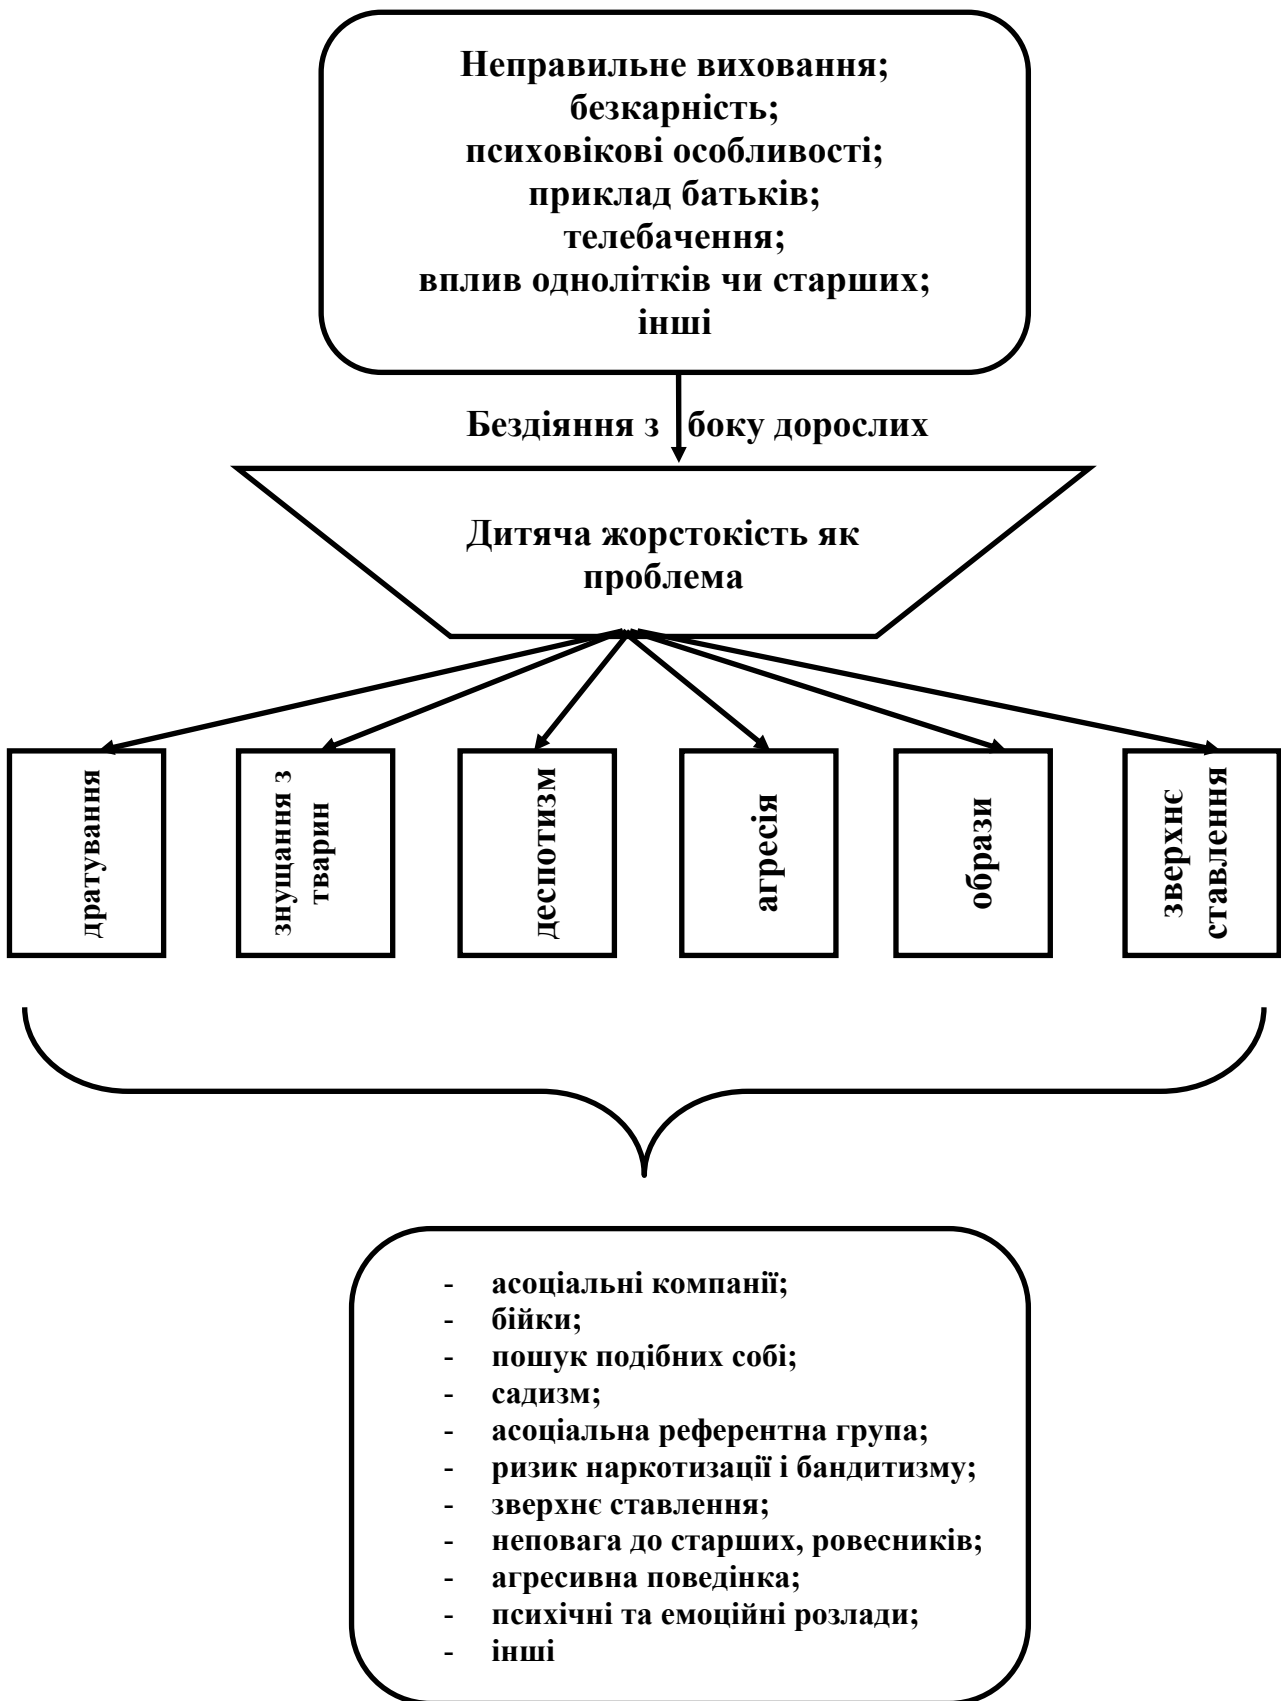 Неправильне виховання;
безкарність;
психовікові особливості;
приклад батьків;
телебачення;
вплив однолітків чи старших;
інші
Бездіяння з боку дорослих
Дитяча жорстокість як
проблема
дратування
знущання з
тварин
деспотизм
агресія
образи
зверхнє
ставлення
- асоціальні компанії;
- бійки;
- пошук подібних собі;
- садизм;
- асоціальна референтна група;
- ризик наркотизації і бандитизму;
- зверхнє ставлення;
- неповага до старших, ровесників;
- агресивна поведінка;
- психічні та емоційні розлади;
- інші